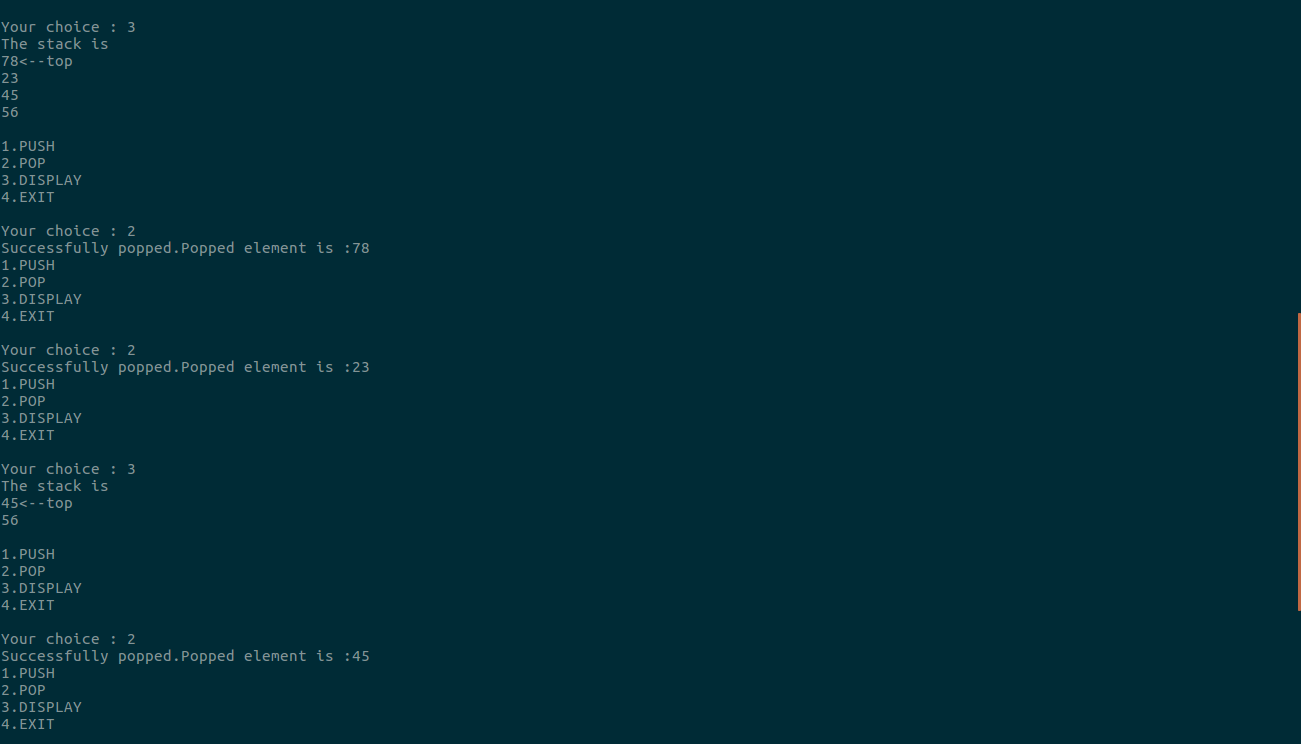 Your choice : 3
The stack is
78<--top
23
45
56
1.PUSH
2.POP
3.DISPLAY
4.EXIT
Your choice : 2
Successfully popped.Popped element is :78
1.PUSH
2.POP
3.DISPLAY
4.EXIT
Your choice : 2
Successfully popped.Popped element is :23
1.PUSH
2.POP
3.DISPLAY
4.EXIT
Your choice : 3
The stack is
45<--top
56
1.PUSH
2.POP
3.DISPLAY
4.EXIT
Your choice : 2
Successfully popped.Popped element is :45
1.PUSH
2.POP
3.DISPLAY
4.EXIT